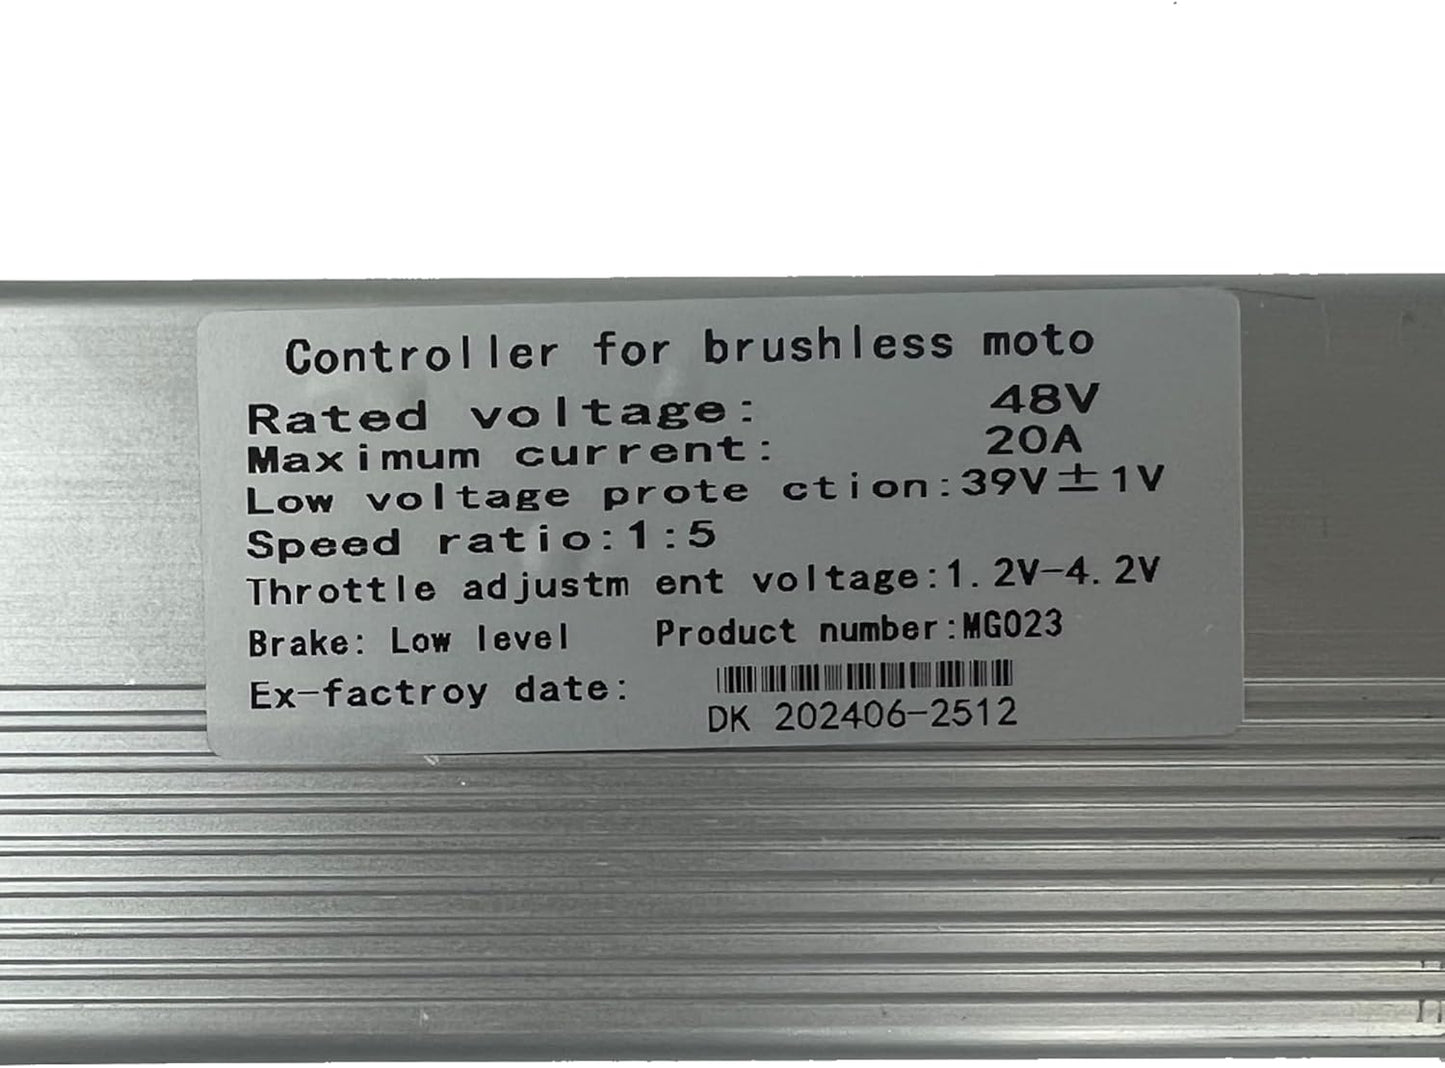 Controller for brushless moto
Rated voltage: 48V
Maximum current: 20A
Low voltage prote ction:39V±1V
Speed ratio:1:5
Throttle adjustm ent voltage:1.2V-4.2V
Brake: Low level Product number:MG023
Ex-factroy date:
DK 202406-2512